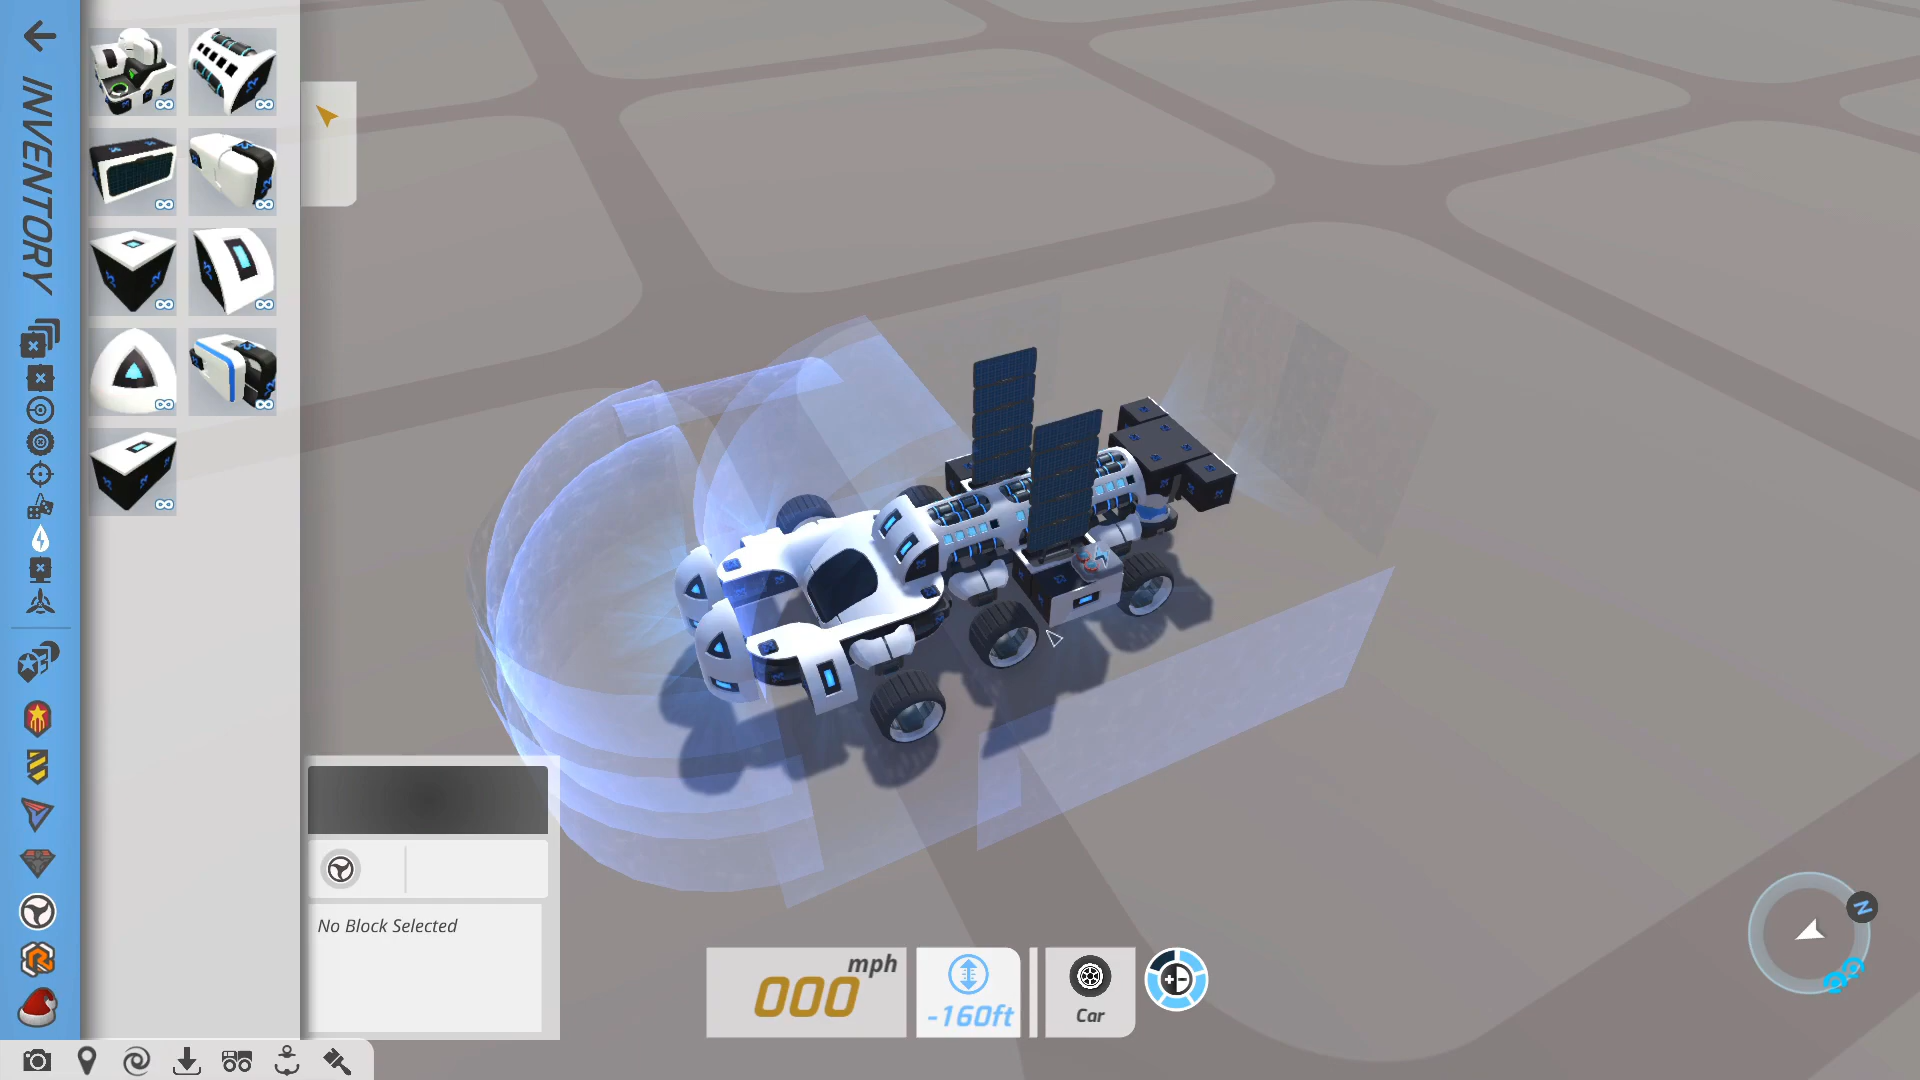 INVENTORY
No Block Selected
mph
000
-160ft
Car
N